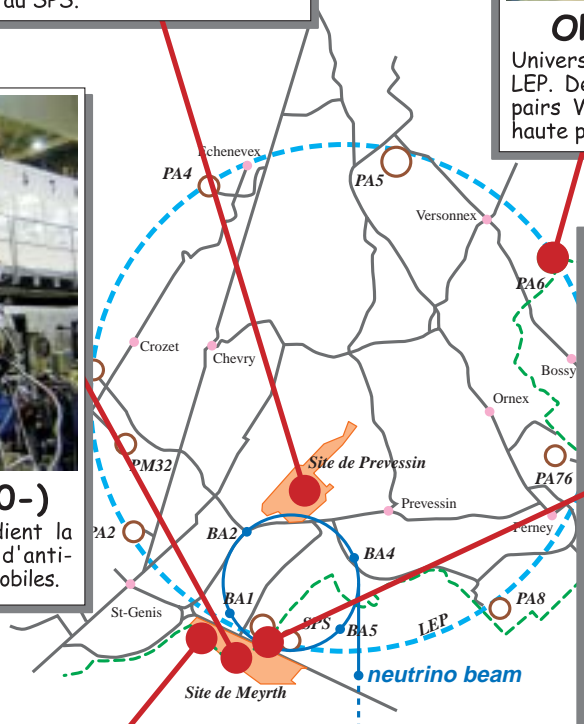 au SPS.
Univers
LEP. De
pairs W
haute p
Echenevex
PA4
PA5
Versonnex
PA6
Crozet
Chevry
Bossy
Ornex
PM32
Site de Prevessin
PA76
0-)
Prevessin
Ferney
dient la
d'anti-
obiles.
PA2
BA2
BA4
St-Genis
BA1
SPS
BA5
LEP
PA8
neutrino beam
Site de Meyrth